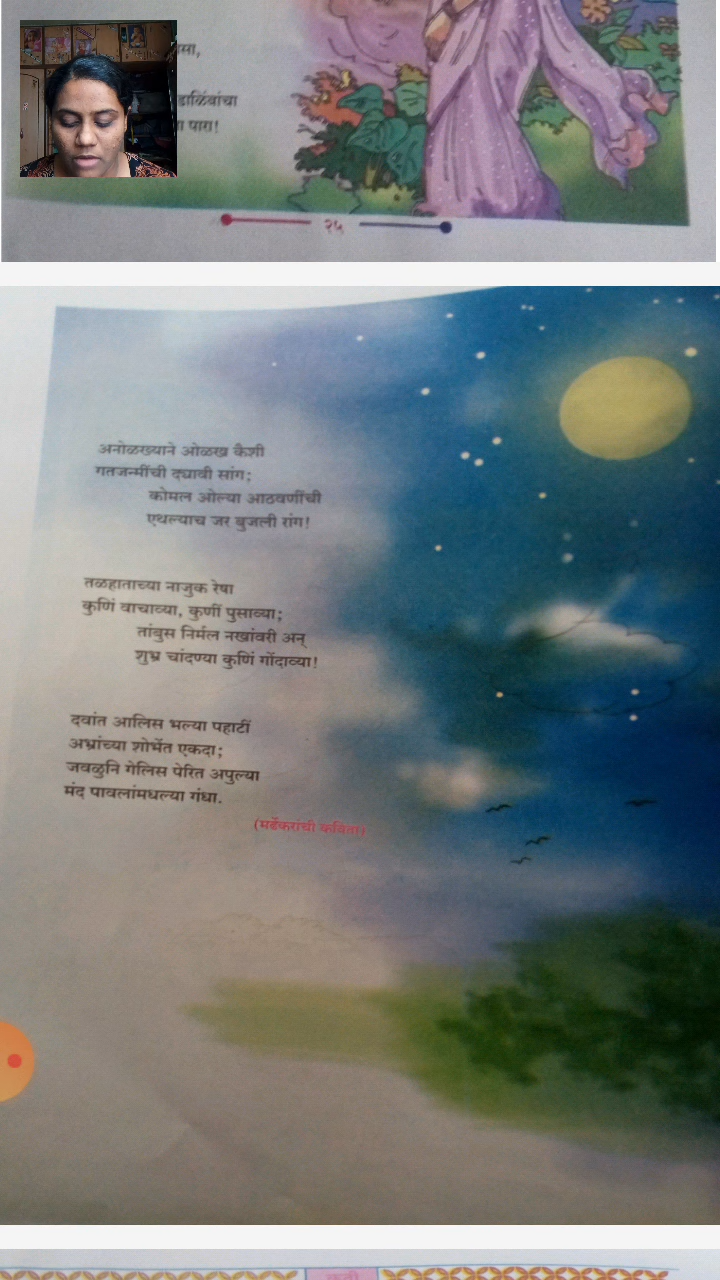 डाळिंबांचा
पारा!
२५
अनोळख्याने ओळख कैशी
गतजन्मींची द्यावी सांग;
कोमल ओल्या आठवणींची
एथल्याच जर बुजली रांग!
तळहाताच्या नाजुक रेषा
कुणिं वाचाव्या, कुणीं पुसाव्या;
तांबुस निर्मल नखांवरी अन्
शुभ्र चांदण्या कुणिं गोंदाव्या!
दवांत आलिस भल्या पहाटीं
अभ्रांच्या शोभेंत एकदा;
जवळुनि गेलिस पेरित अपुल्या
मंद पावलांमधल्या गंधा.
(मर्ढेकरांची कविता)